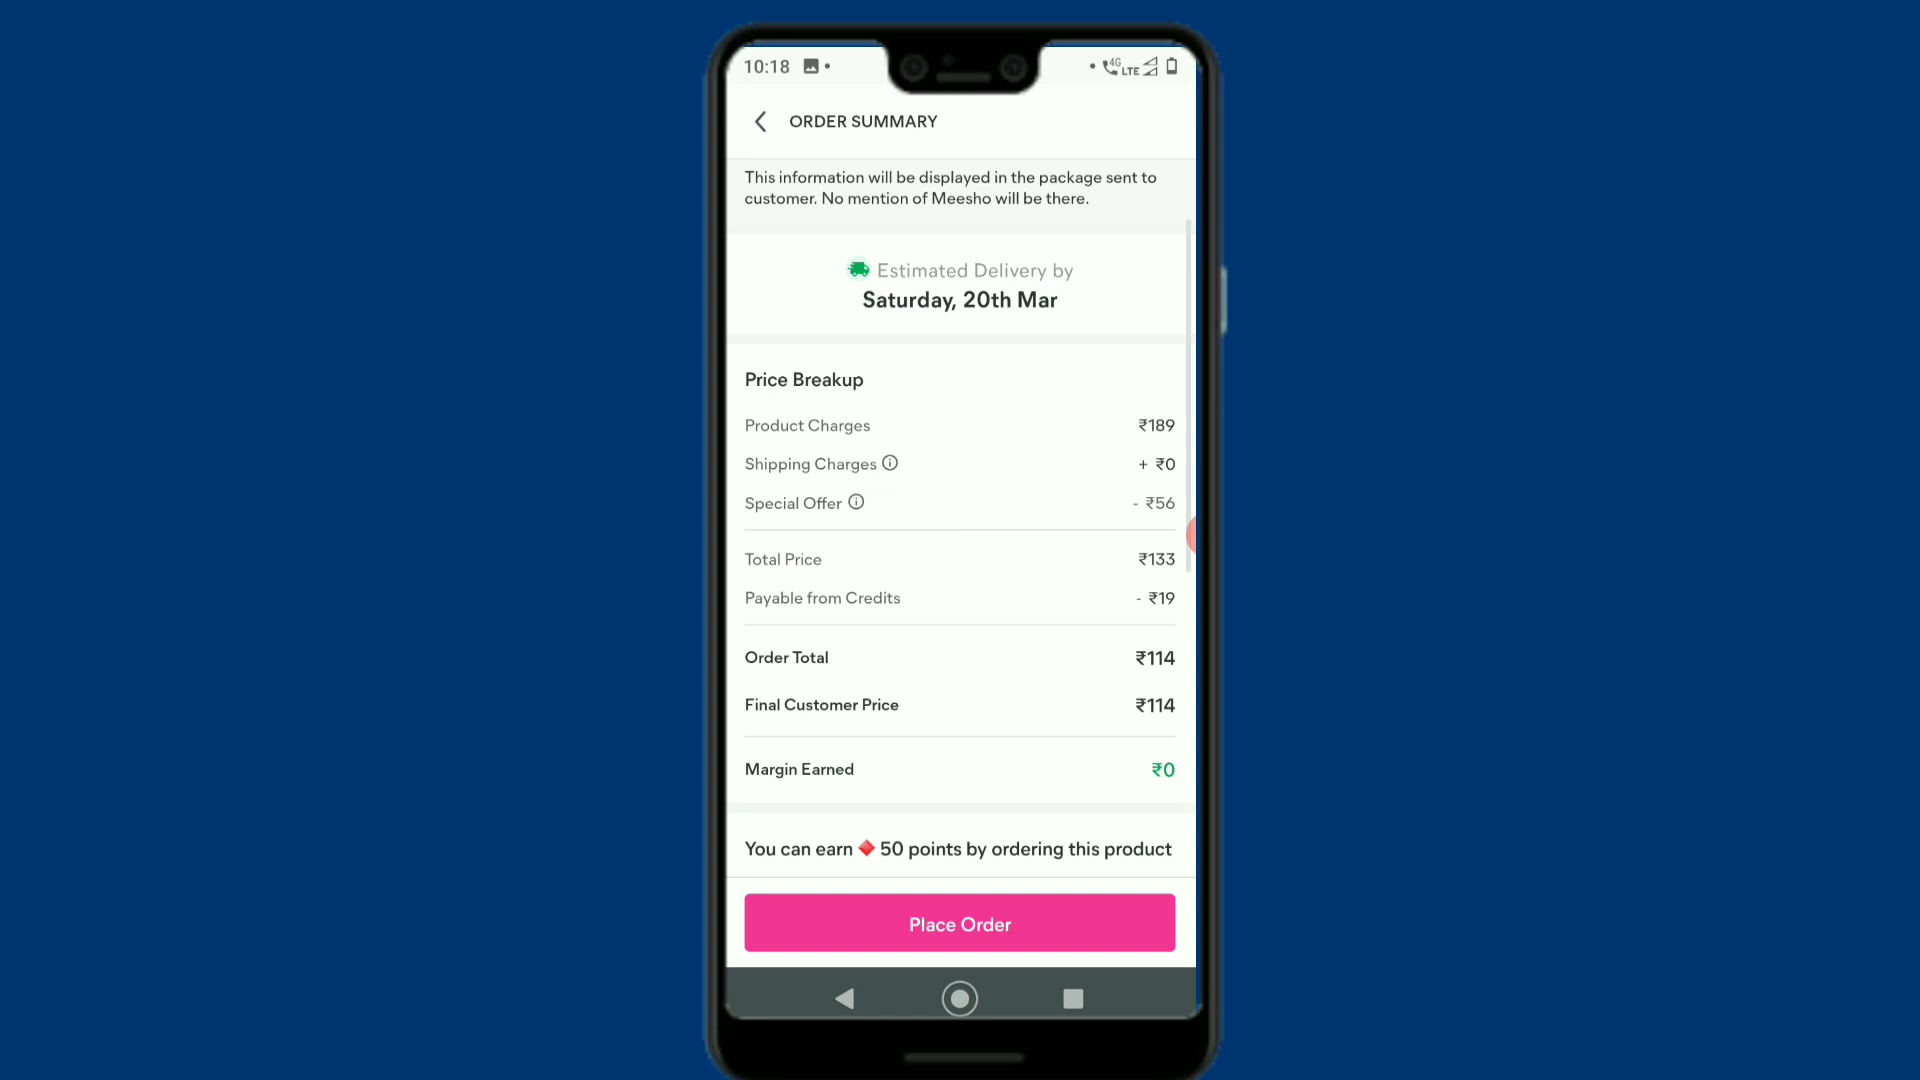 10:18
4G LTE
ORDER SUMMARY
This information will be displayed in the package sent to
customer. No mention of Meesho will be there.
Estimated Delivery by
Saturday, 20th Mar
Price Breakup
Product Charges ₹189
Shipping Charges + ₹0
Special Offer - ₹56
Total Price ₹133
Payable from Credits - ₹19
Order Total ₹114
Final Customer Price ₹114
Margin Earned ₹0
You can earn 50 points by ordering this product
Place Order